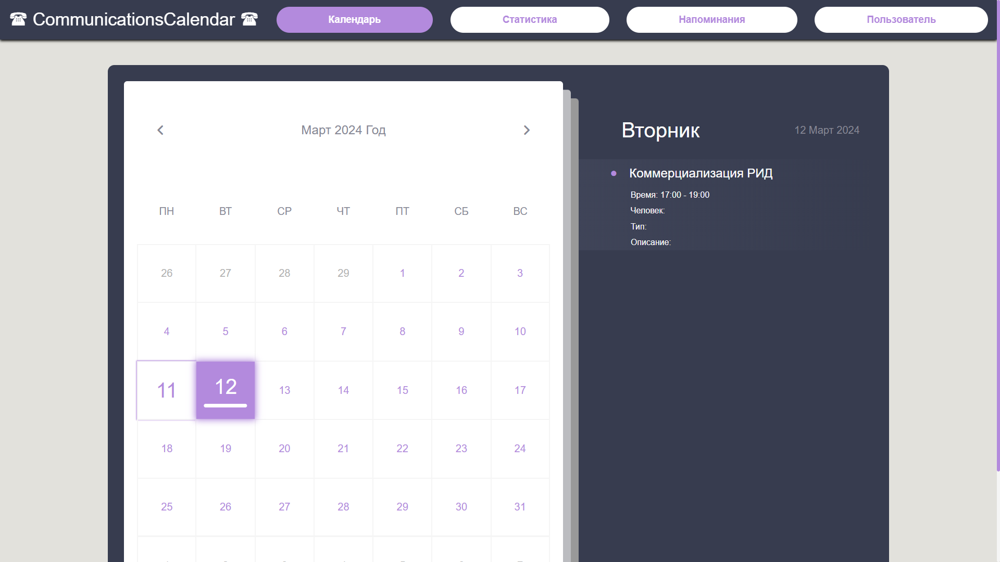 ☎ CommunicationsCalendar ☎
Календарь
Статистика
Напоминания
Пользователь
Март 2024 Год
ПН ВТ СР ЧТ ПТ СБ ВС
26 27 28 29 1 2 3
4 5 6 7 8 9 10
11 12 13 14 15 16 17
18 19 20 21 22 23 24
25 26 27 28 29 30 31
Вторник
12 Март 2024
Коммерциализация РИД
Время: 17:00 - 19:00
Человек:
Тип:
Описание: